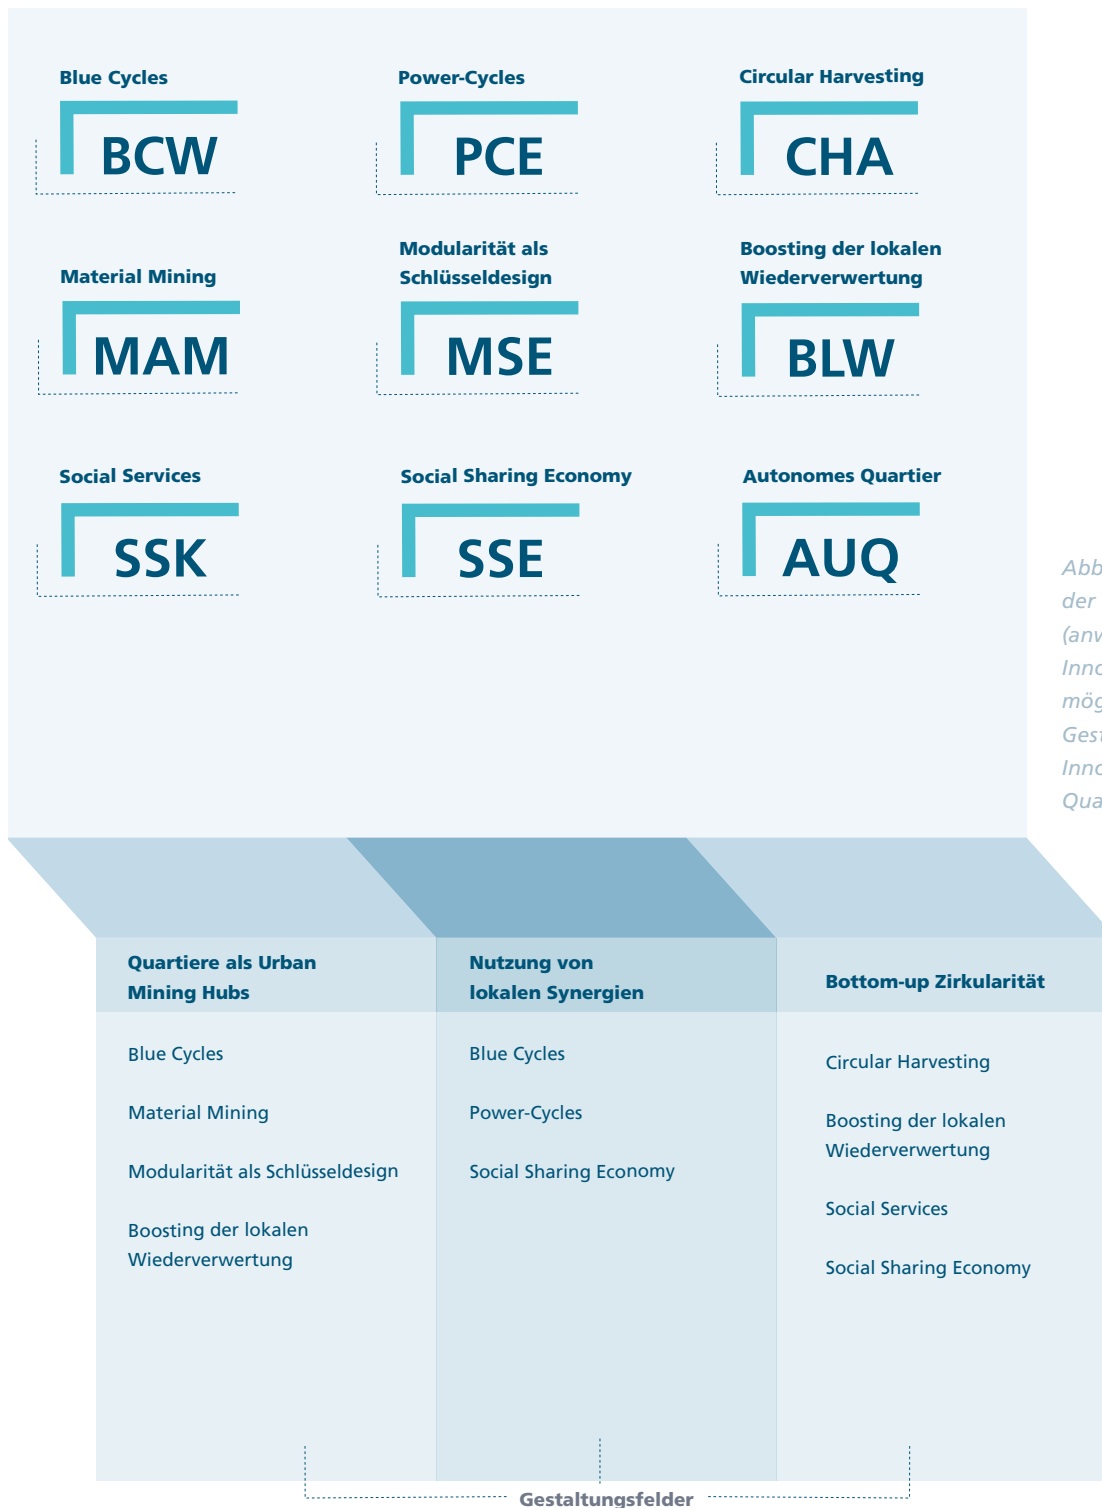 Blue Cycles
BCW
Power-Cycles
PCE
Circular Harvesting
CHA
Material Mining
MAM
Modularität als
Schlüsseldesign
MSE
Boosting der lokalen
Wiederverwertung
BLW
Social Services
SSK
Social Sharing Economy
SSE
Autonomes Quartier
AUQ
der
Quartiere als Urban
Mining Hubs
Blue Cycles
Material Mining
Modularität als Schlüsseldesign
Boosting der lokalen
Wiederverwertung
Nutzung von
lokalen Synergien
Blue Cycles
Power-Cycles
Social Sharing Economy
Bottom-up Zirkularität
Circular Harvesting
Boosting der lokalen
Wiederverwertung
Social Services
Social Sharing Economy
Gestaltungsfelder